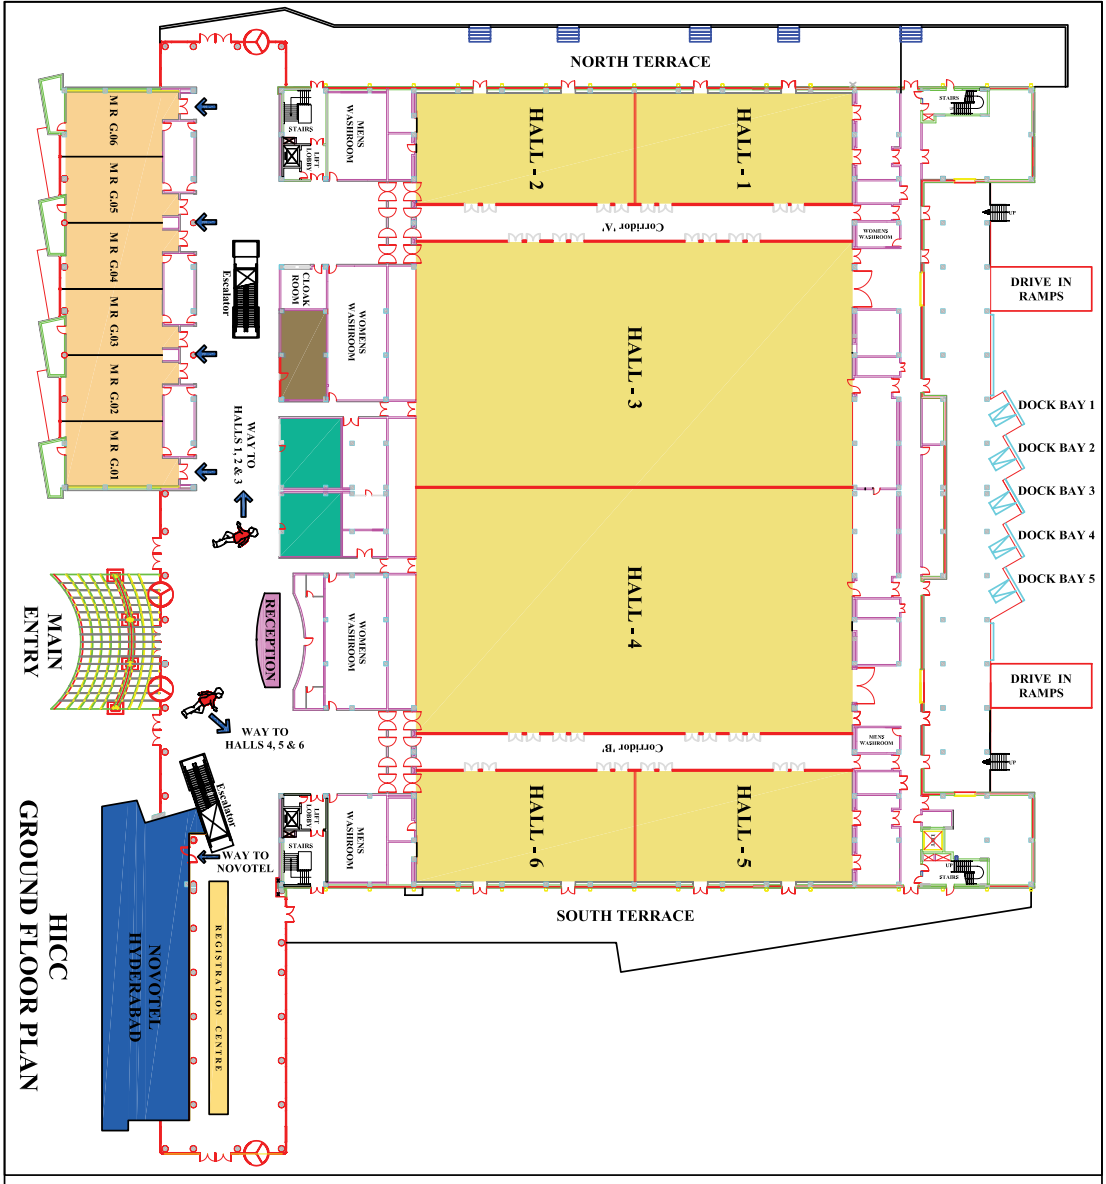 NORTH TERRACE
M R G.06
M R G.05
M R G.04
M R G.03
M R G.02
M R G.01
STAIRS
LIFT
LOBBY
MENS
WASHROOM
HALL - 2
HALL - 1
STAIRS
Corridor 'A'
WOMENS
WASHROOM
UP
Escalator
CLOAK
ROOM
WOMENS
WASHROOM
HALL - 3
DRIVE IN
RAMPS
WAY TO
HALLS 1, 2 & 3
DOCK BAY 1
DOCK BAY 2
DOCK BAY 3
DOCK BAY 4
DOCK BAY 5
MAIN
ENTRY
RECEPTION
WOMENS
WASHROOM
HALL - 4
DRIVE IN
RAMPS
WAY TO
HALLS 4, 5 & 6
Corridor 'B'
MENS
WASHROOM
UP
Escalator
LIFT
LOBBY
STAIRS
MENS
WASHROOM
HALL - 6
HALL - 5
UP
STAIRS
WAY TO
NOVOTEL
SOUTH TERRACE
NOVOTEL
HYDERABAD
REGISTRATION CENTRE
HICC
GROUND FLOOR PLAN